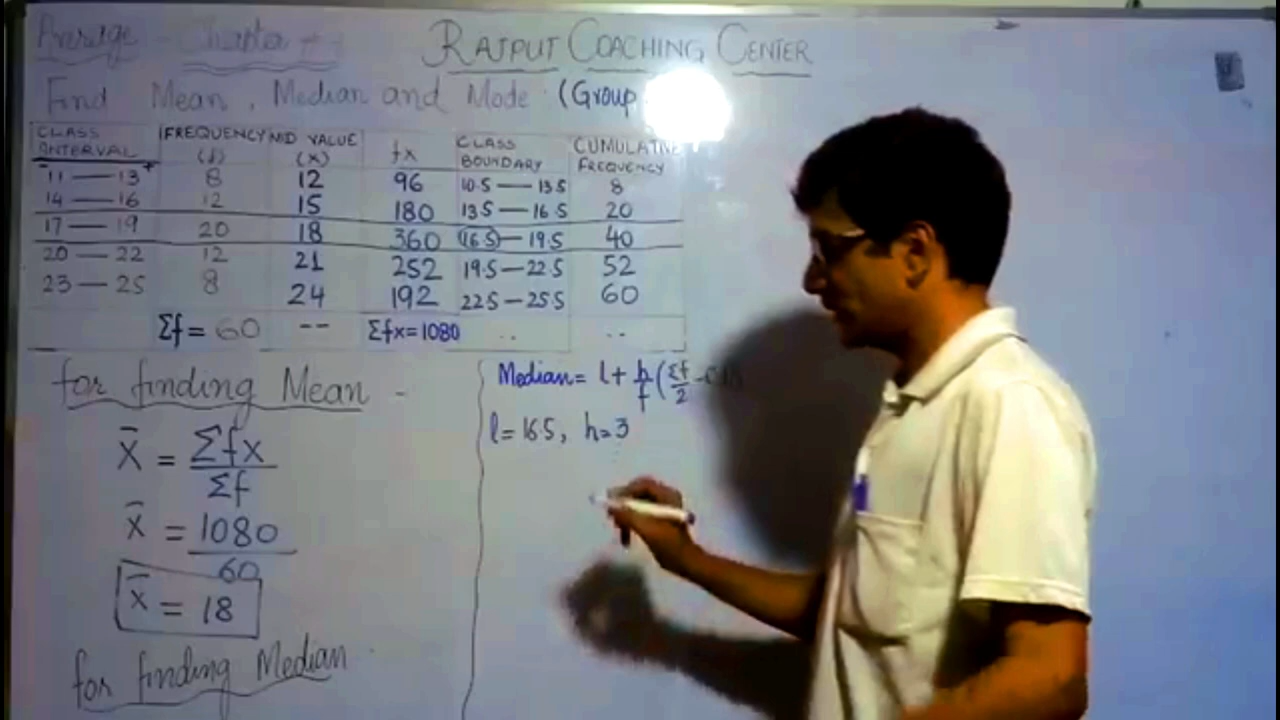 Average - Chapter #
RAJPUT COACHING CENTER
Find Mean, Median and Mode (Group
CLASS INTERVAL FREQUENCY (f) MID VALUE (X) fx CLASS BOUNDARY CUMULATIVE FREQUENCY
11 — 13 8 12 96 10.5 — 13.5 8
14 — 16 12 15 180 13.5 — 16.5 20
17 — 19 20 18 360 16.5 — 19.5 40
20 — 22 12 21 252 19.5 — 22.5 52
23 — 25 8 24 192 22.5 — 25.5 60
Σf = 60 -- Σfx = 1080 .. ..
for finding Mean -
X̄ = Σfx / Σf
X̄ = 1080 / 60
X̄ = 18
for finding Median
Median = l + h/f (Σf/2 -
l = 16.5, h = 3